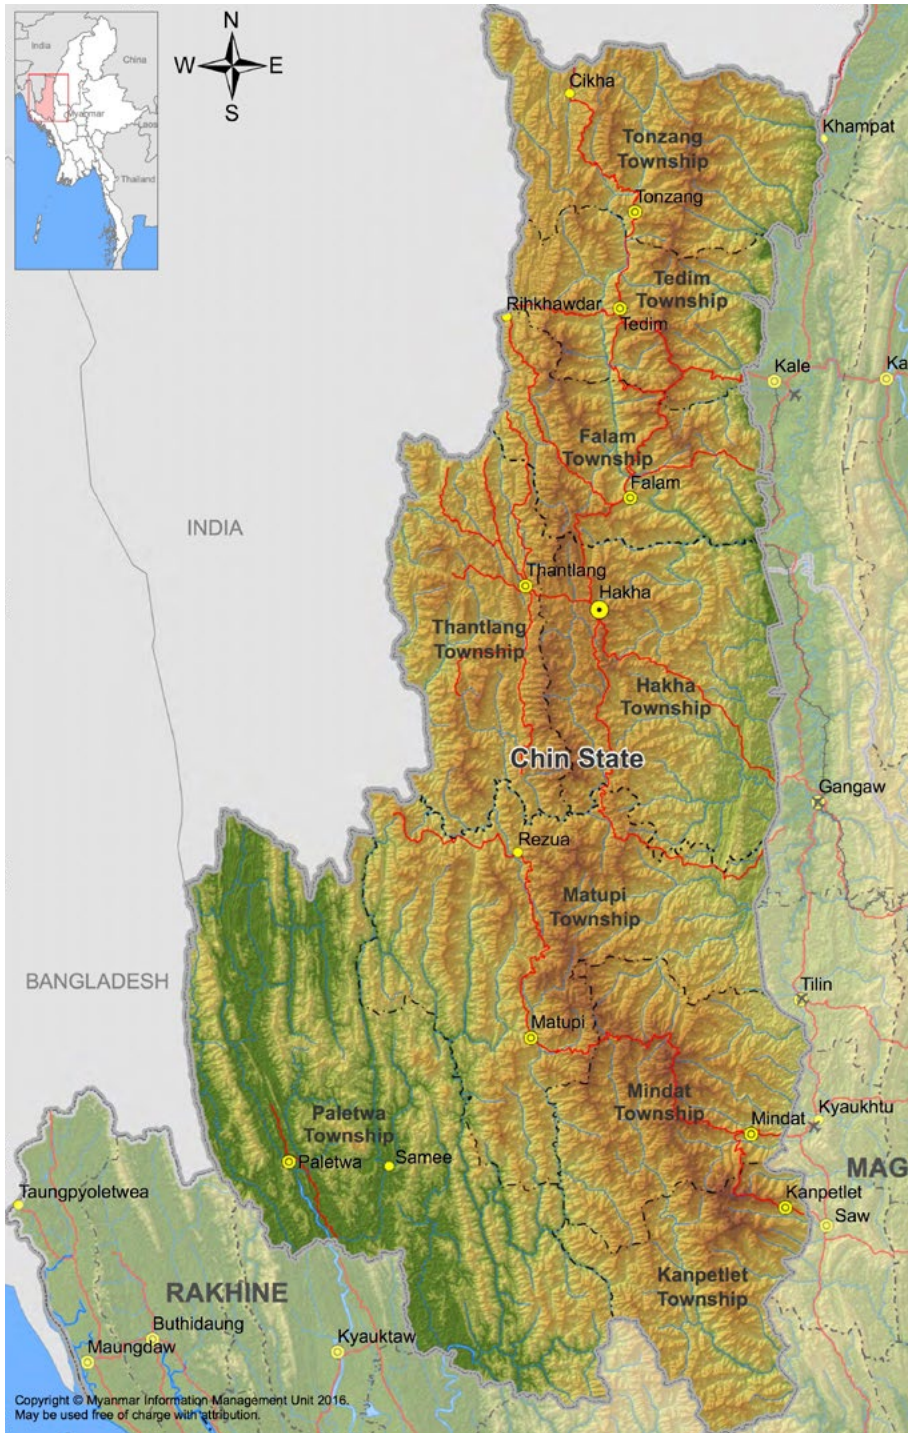 India
China
Myanmar
Laos
Thailand
N
W
E
S
Cikha
Khampat
Tonzang
Township
Tonzang
Tedim
Township
Rihkhawdar
Tedim
Kale
Ka
Falam
Township
Falam
INDIA
Thantlang
Hakha
Thantlang
Township
Hakha
Township
Chin State
Gangaw
Rezua
Matupi
Township
BANGLADESH
Tilin
Matupi
Mindat
Township
Kyaukhtu
Mindat
Paletwa
Township
Samee
Paletwa
MAG
Taungpyoletwea
Kanpetlet
Saw
RAKHINE
Kanpetlet
Township
Buthidaung
Kyauktaw
Maungdaw
Copyright © Myanmar Information Management Unit 2016.
May be used free of charge with attribution.